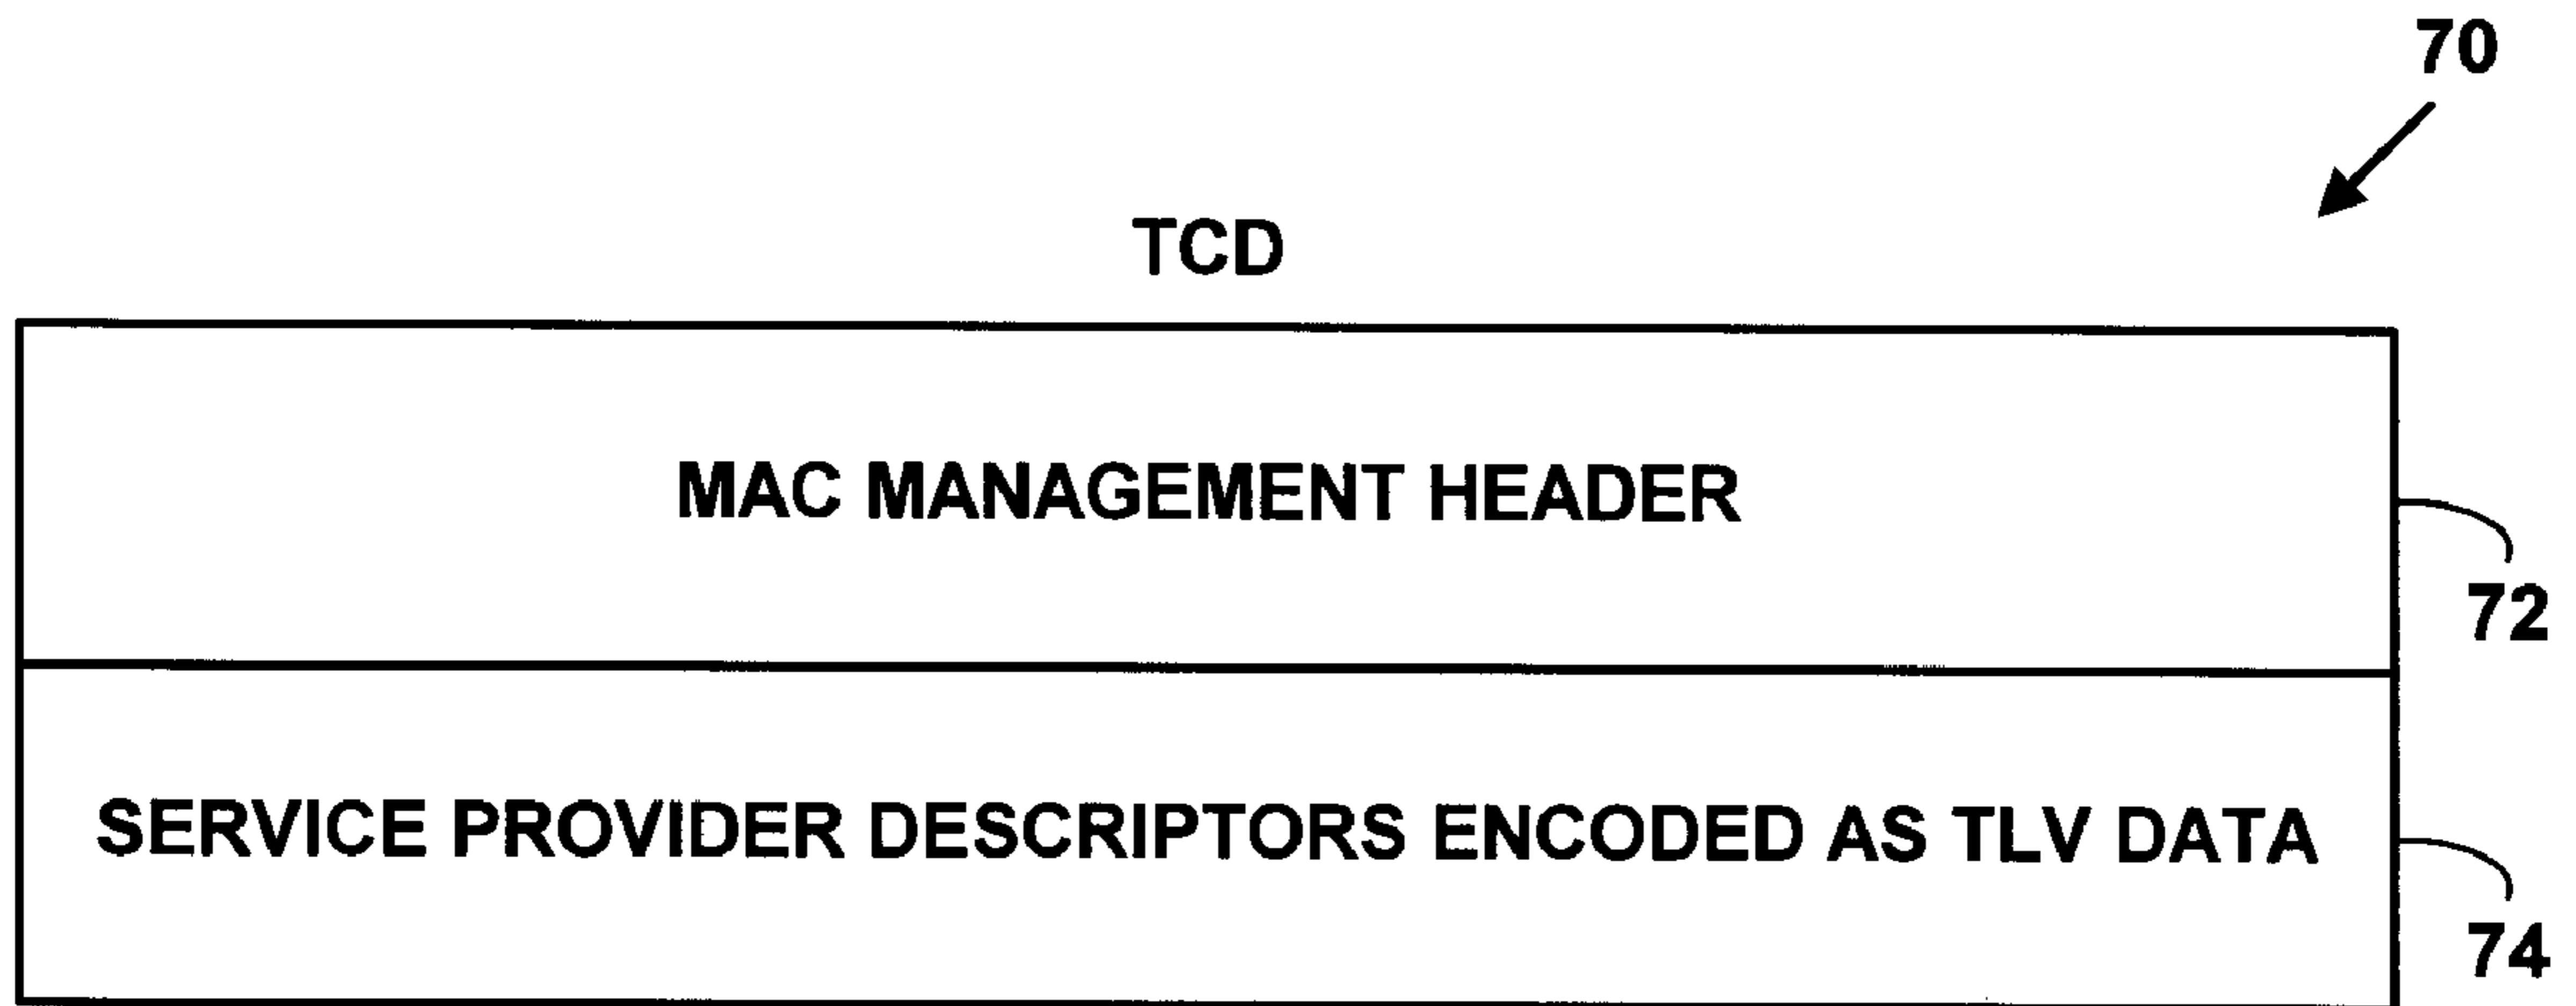 70
TCD
MAC MANAGEMENT HEADER
72
SERVICE PROVIDER DESCRIPTORS ENCODED AS TLV DATA
74